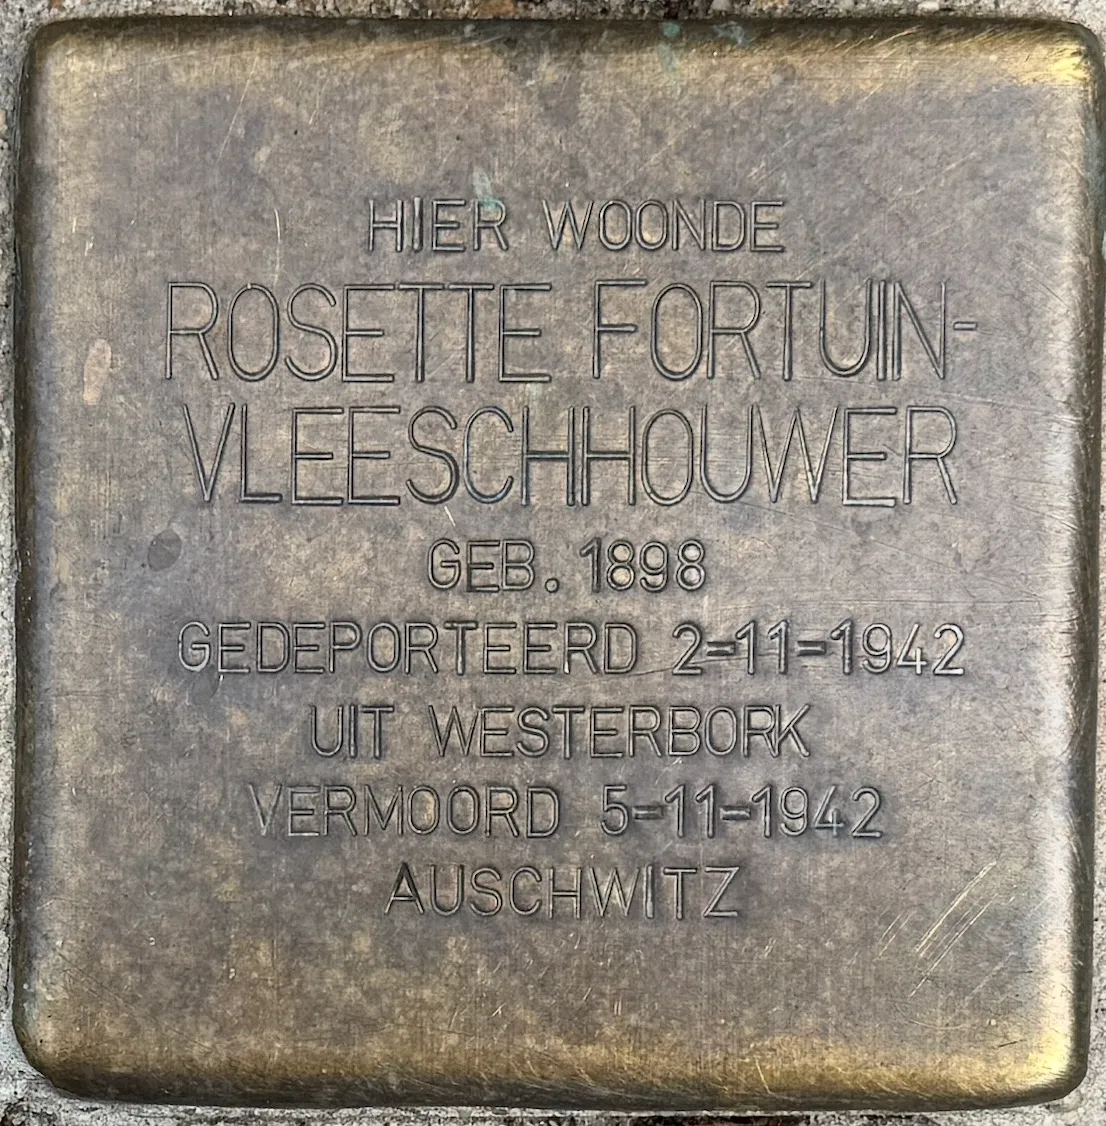 HIER WOONDE
ROSETTE FORTUIN-
VLEESCHHOUWER
GEB. 1898
GEDEPORTEERD 2-11-1942
UIT WESTERBORK
VERMOORD 5-11-1942
AUSCHWITZ